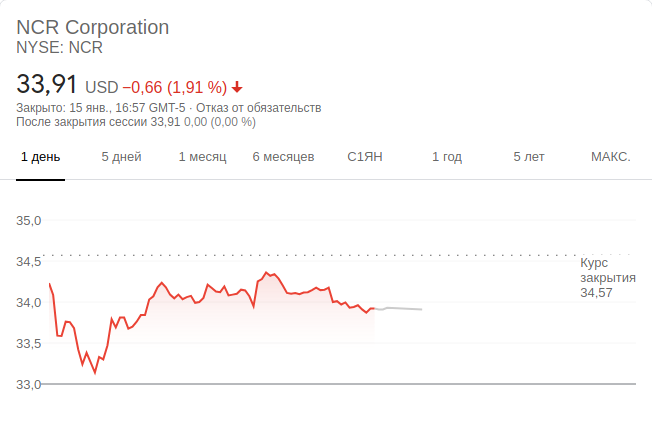 NCR Corporation
NYSE: NCR
33,91 USD −0,66 (1,91 %)
Закрыто: 15 янв., 16:57 GMT-5 · Отказ от обязательств
После закрытия сессии 33,91 0,00 (0,00 %)
1 день 5 дней 1 месяц 6 месяцев С1ЯН 1 год 5 лет МАКС.
35,0
34,5
Курс
закрытия
34,57
34,0
33,5
33,0